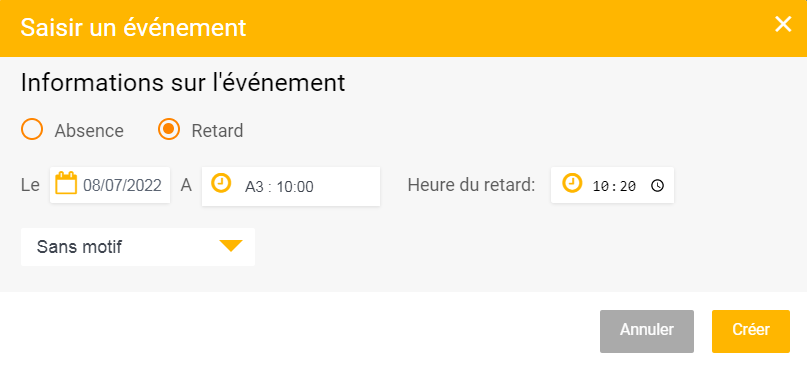 Saisir un événement
Informations sur l'événement
Absence Retard
Le 08/07/2022 A A3 : 10:00 Heure du retard: 10:20
Sans motif
Annuler Créer